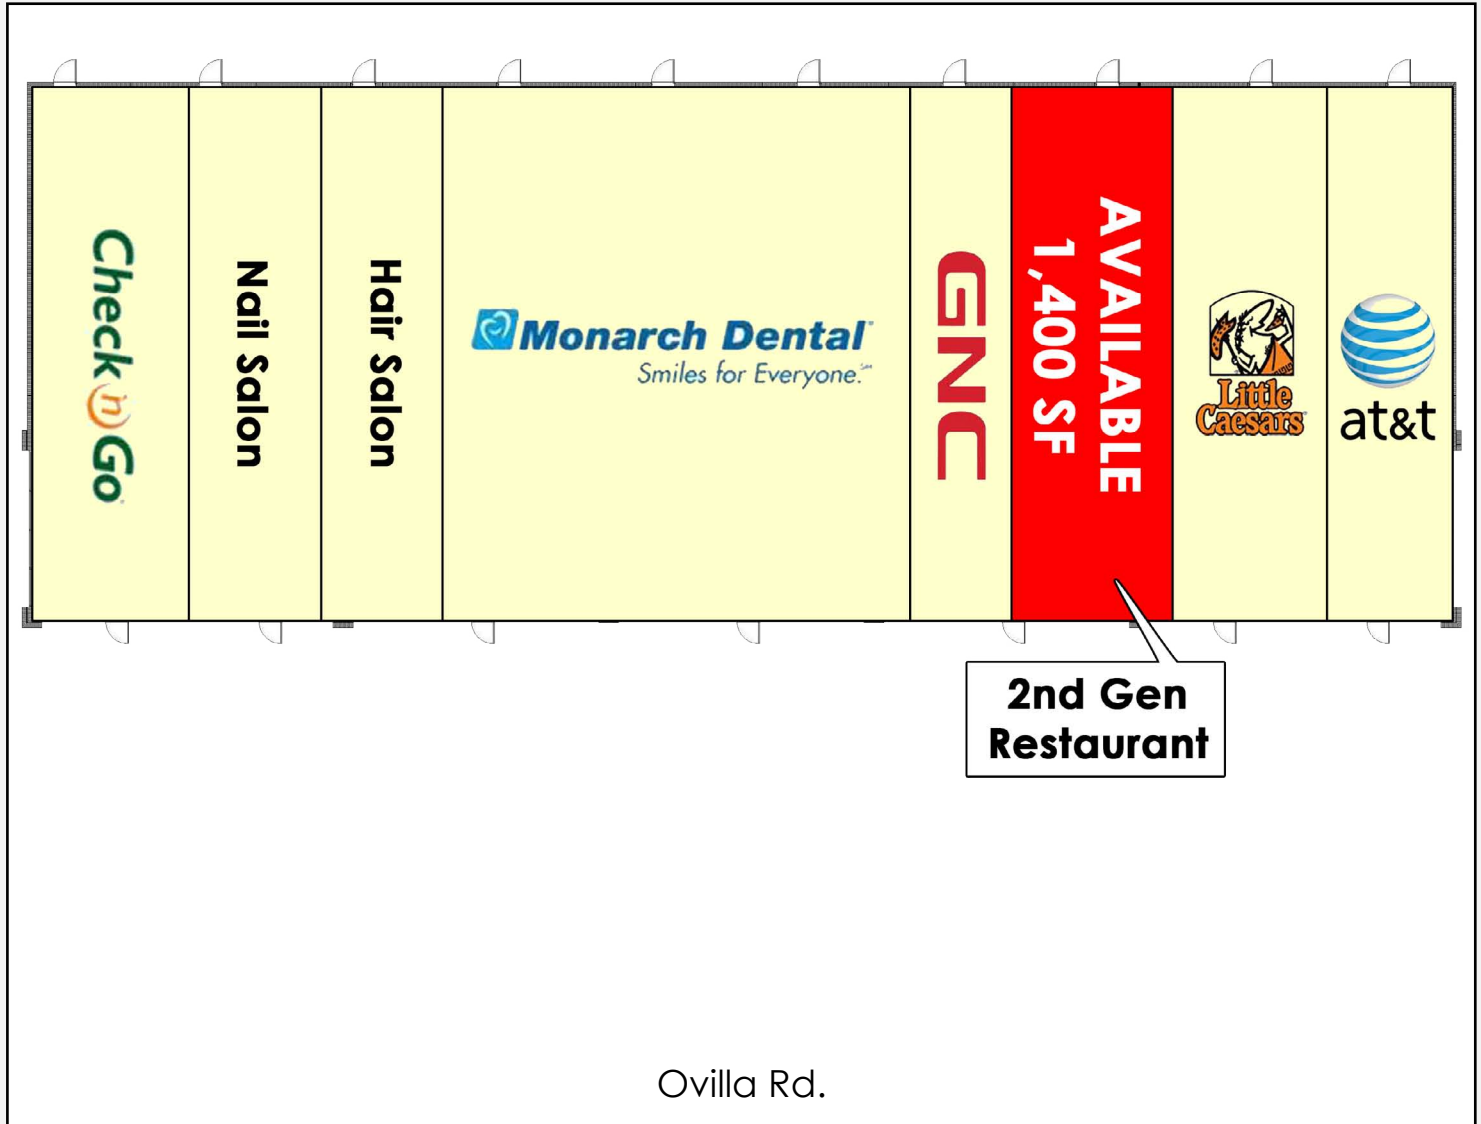 Check 'n Go
Nail Salon
Hair Salon
Monarch Dental
Smiles for Everyone.℠
GNC
AVAILABLE
1,400 SF
Little
Caesars
at&t
2nd Gen
Restaurant
Ovilla Rd.